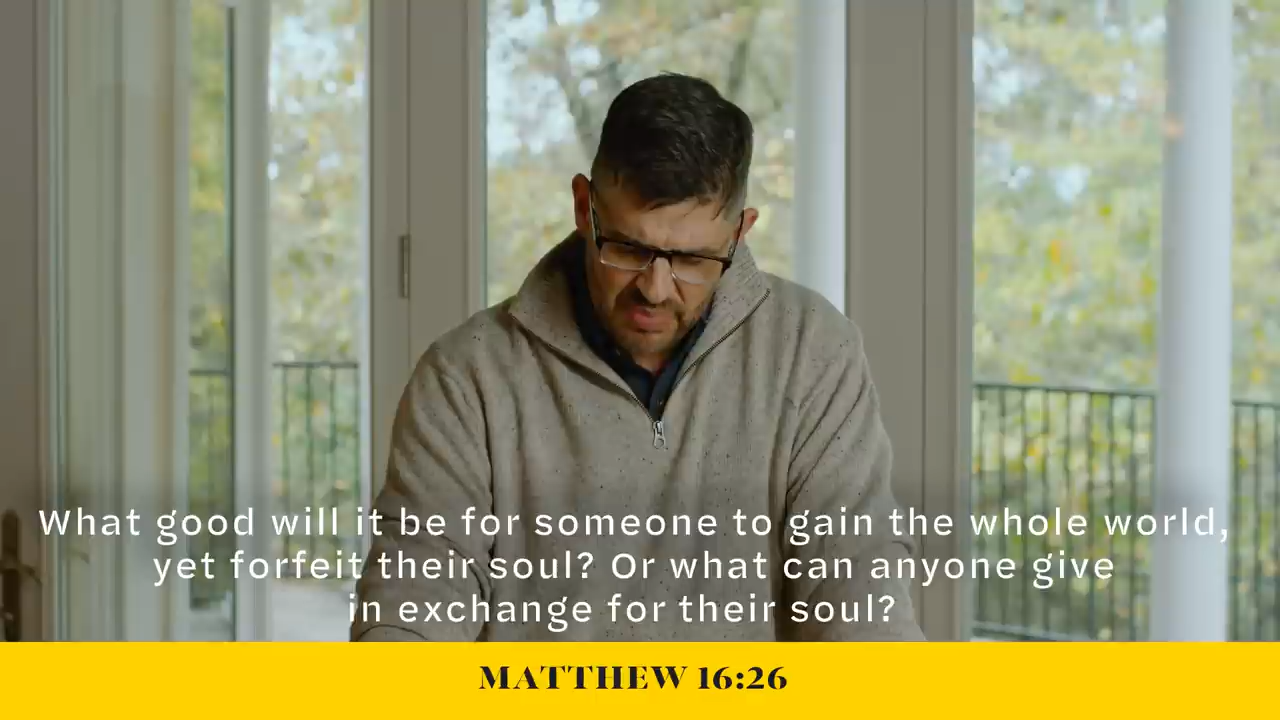 What good will it be for someone to gain the whole world,
yet forfeit their soul? Or what can anyone give
in exchange for their soul?
MATTHEW 16:26